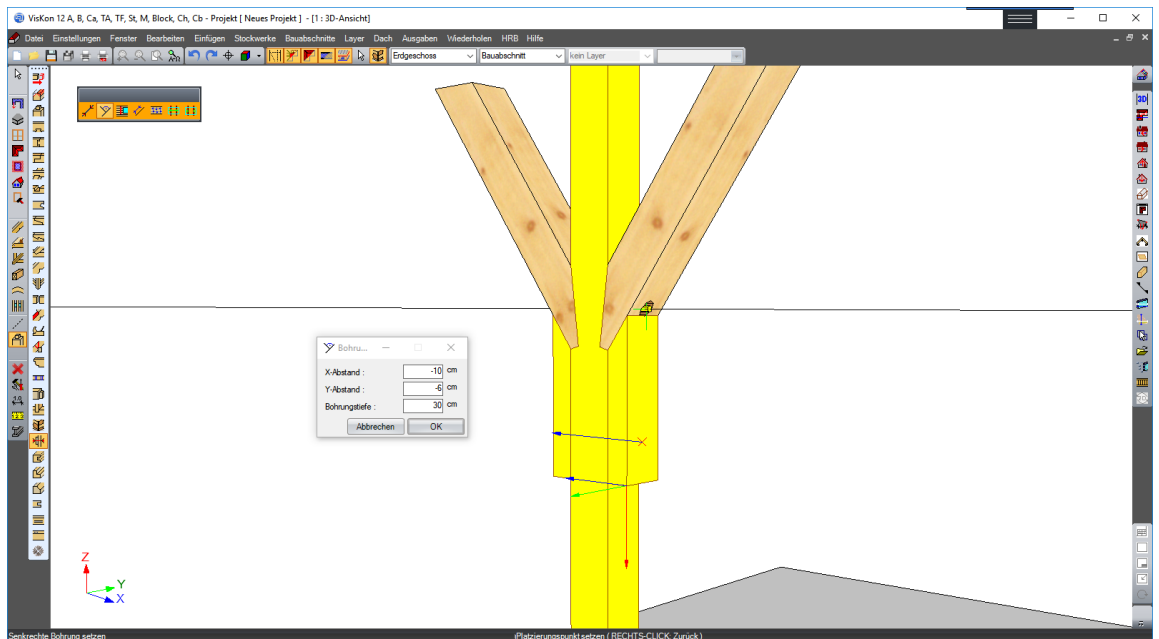 VisKon 12 A, B, Ca, TA, TF, St, M, Block, Ch, Cb - Projekt [ Neues Projekt ] - [1 : 3D-Ansicht]
Datei Einstellungen Fenster Bearbeiten Einfügen Stockwerke Bauabschnitte Layer Dach Ausgaben Wiederholen HRB Hilfe
Erdgeschoss Bauabschnitt kein Layer
3D
Bohru...
X-Abstand : -10 cm
Y-Abstand : -6 cm
Bohrungstiefe : 30 cm
Abbrechen OK
Z
Y
X
Senkrechte Bohrung setzen (Platzierungspunkt setzen ( RECHTS-CLICK: Zurück )